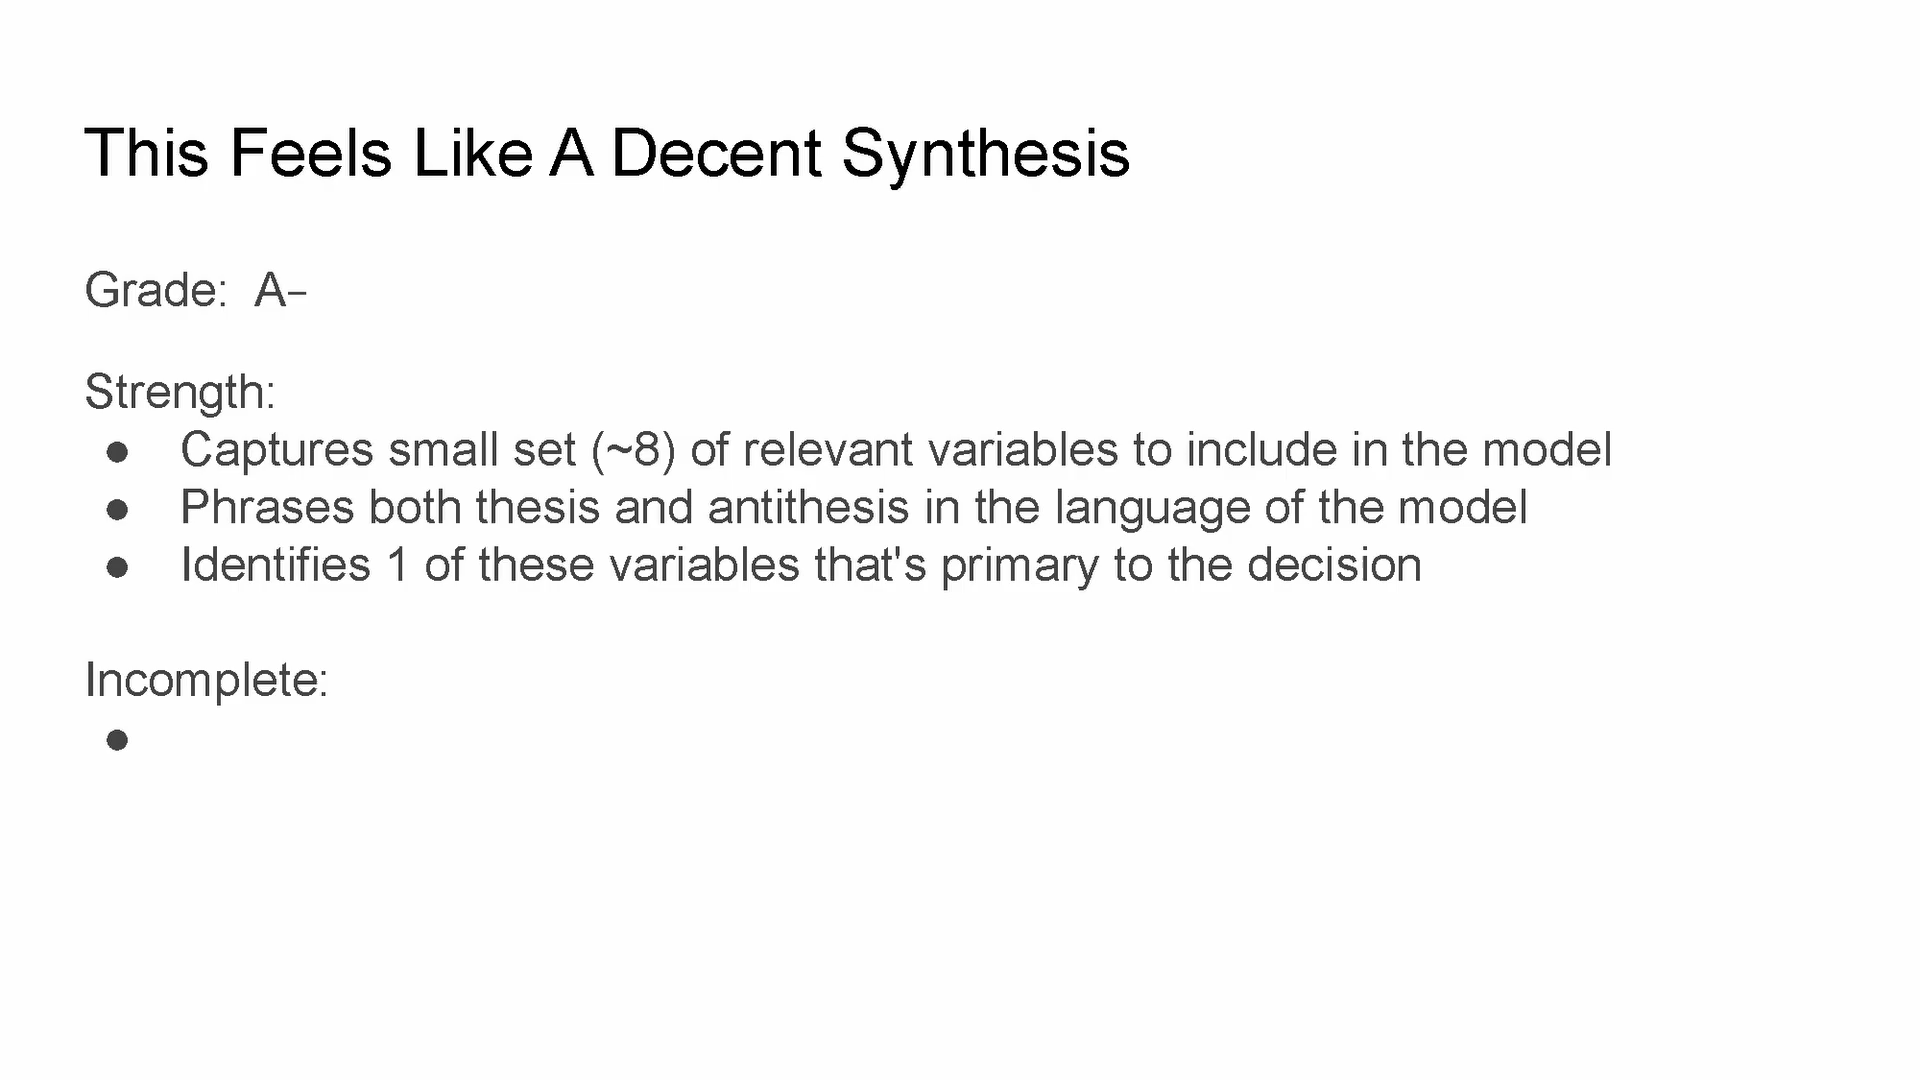 This Feels Like A Decent Synthesis
Grade: A–
Strength:
● Captures small set (~8) of relevant variables to include in the model
● Phrases both thesis and antithesis in the language of the model
● Identifies 1 of these variables that's primary to the decision
Incomplete:
●